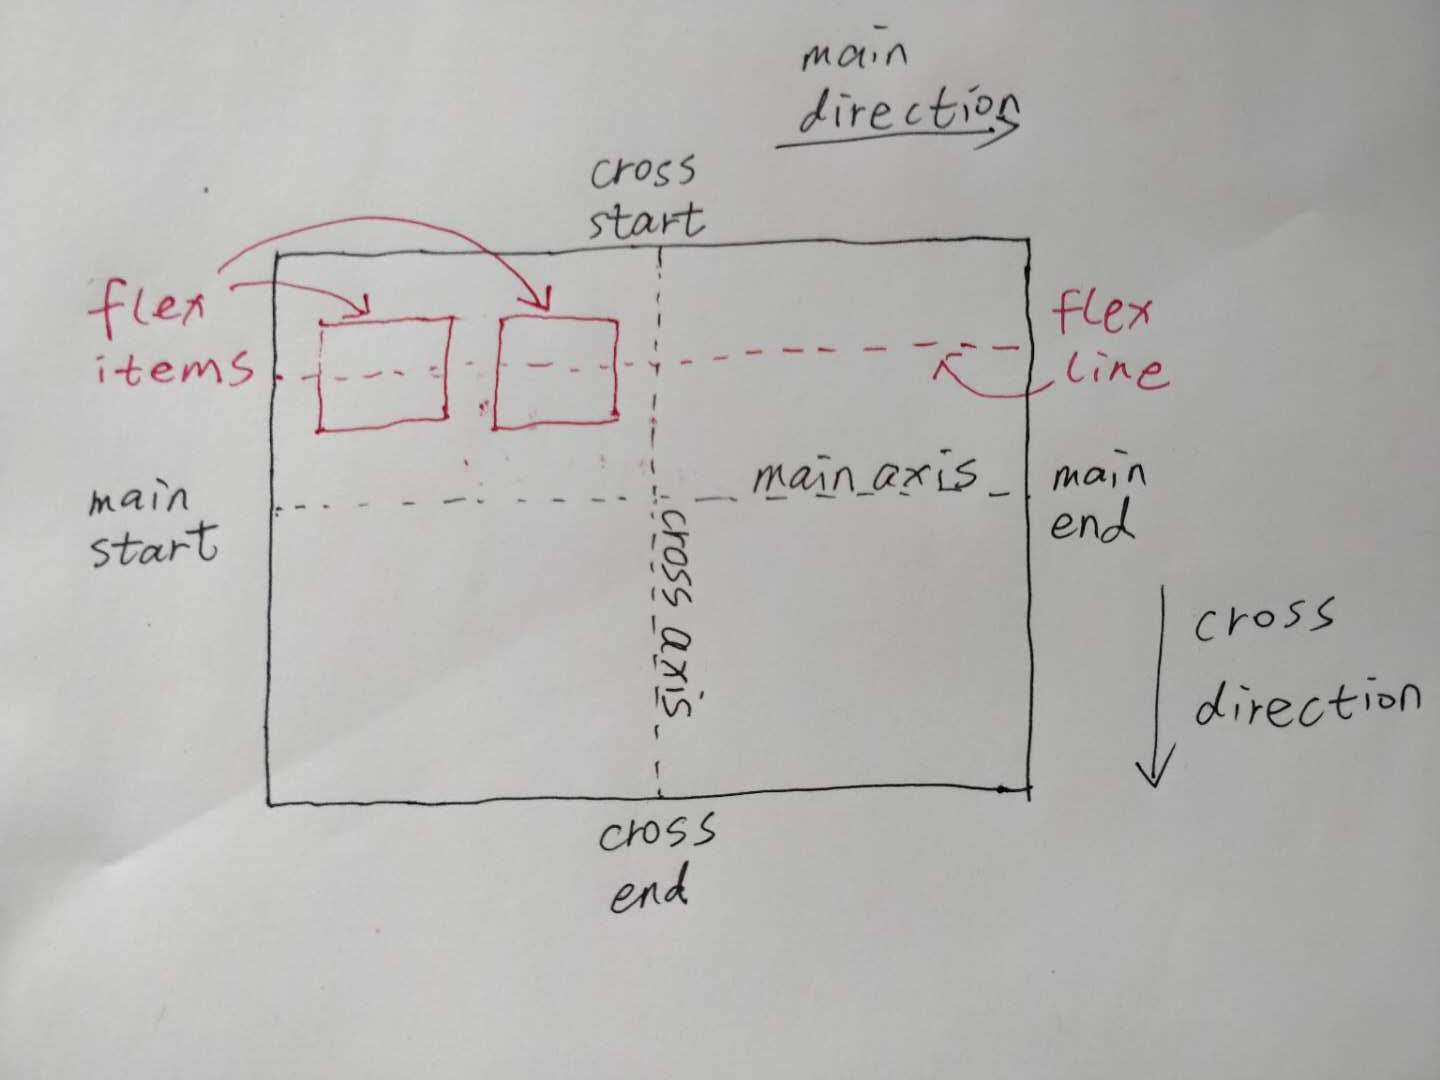 main
direction
cross
start
flex
items
flex
line
main axis
main
start
main
end
cross axis
cross
direction
cross
end